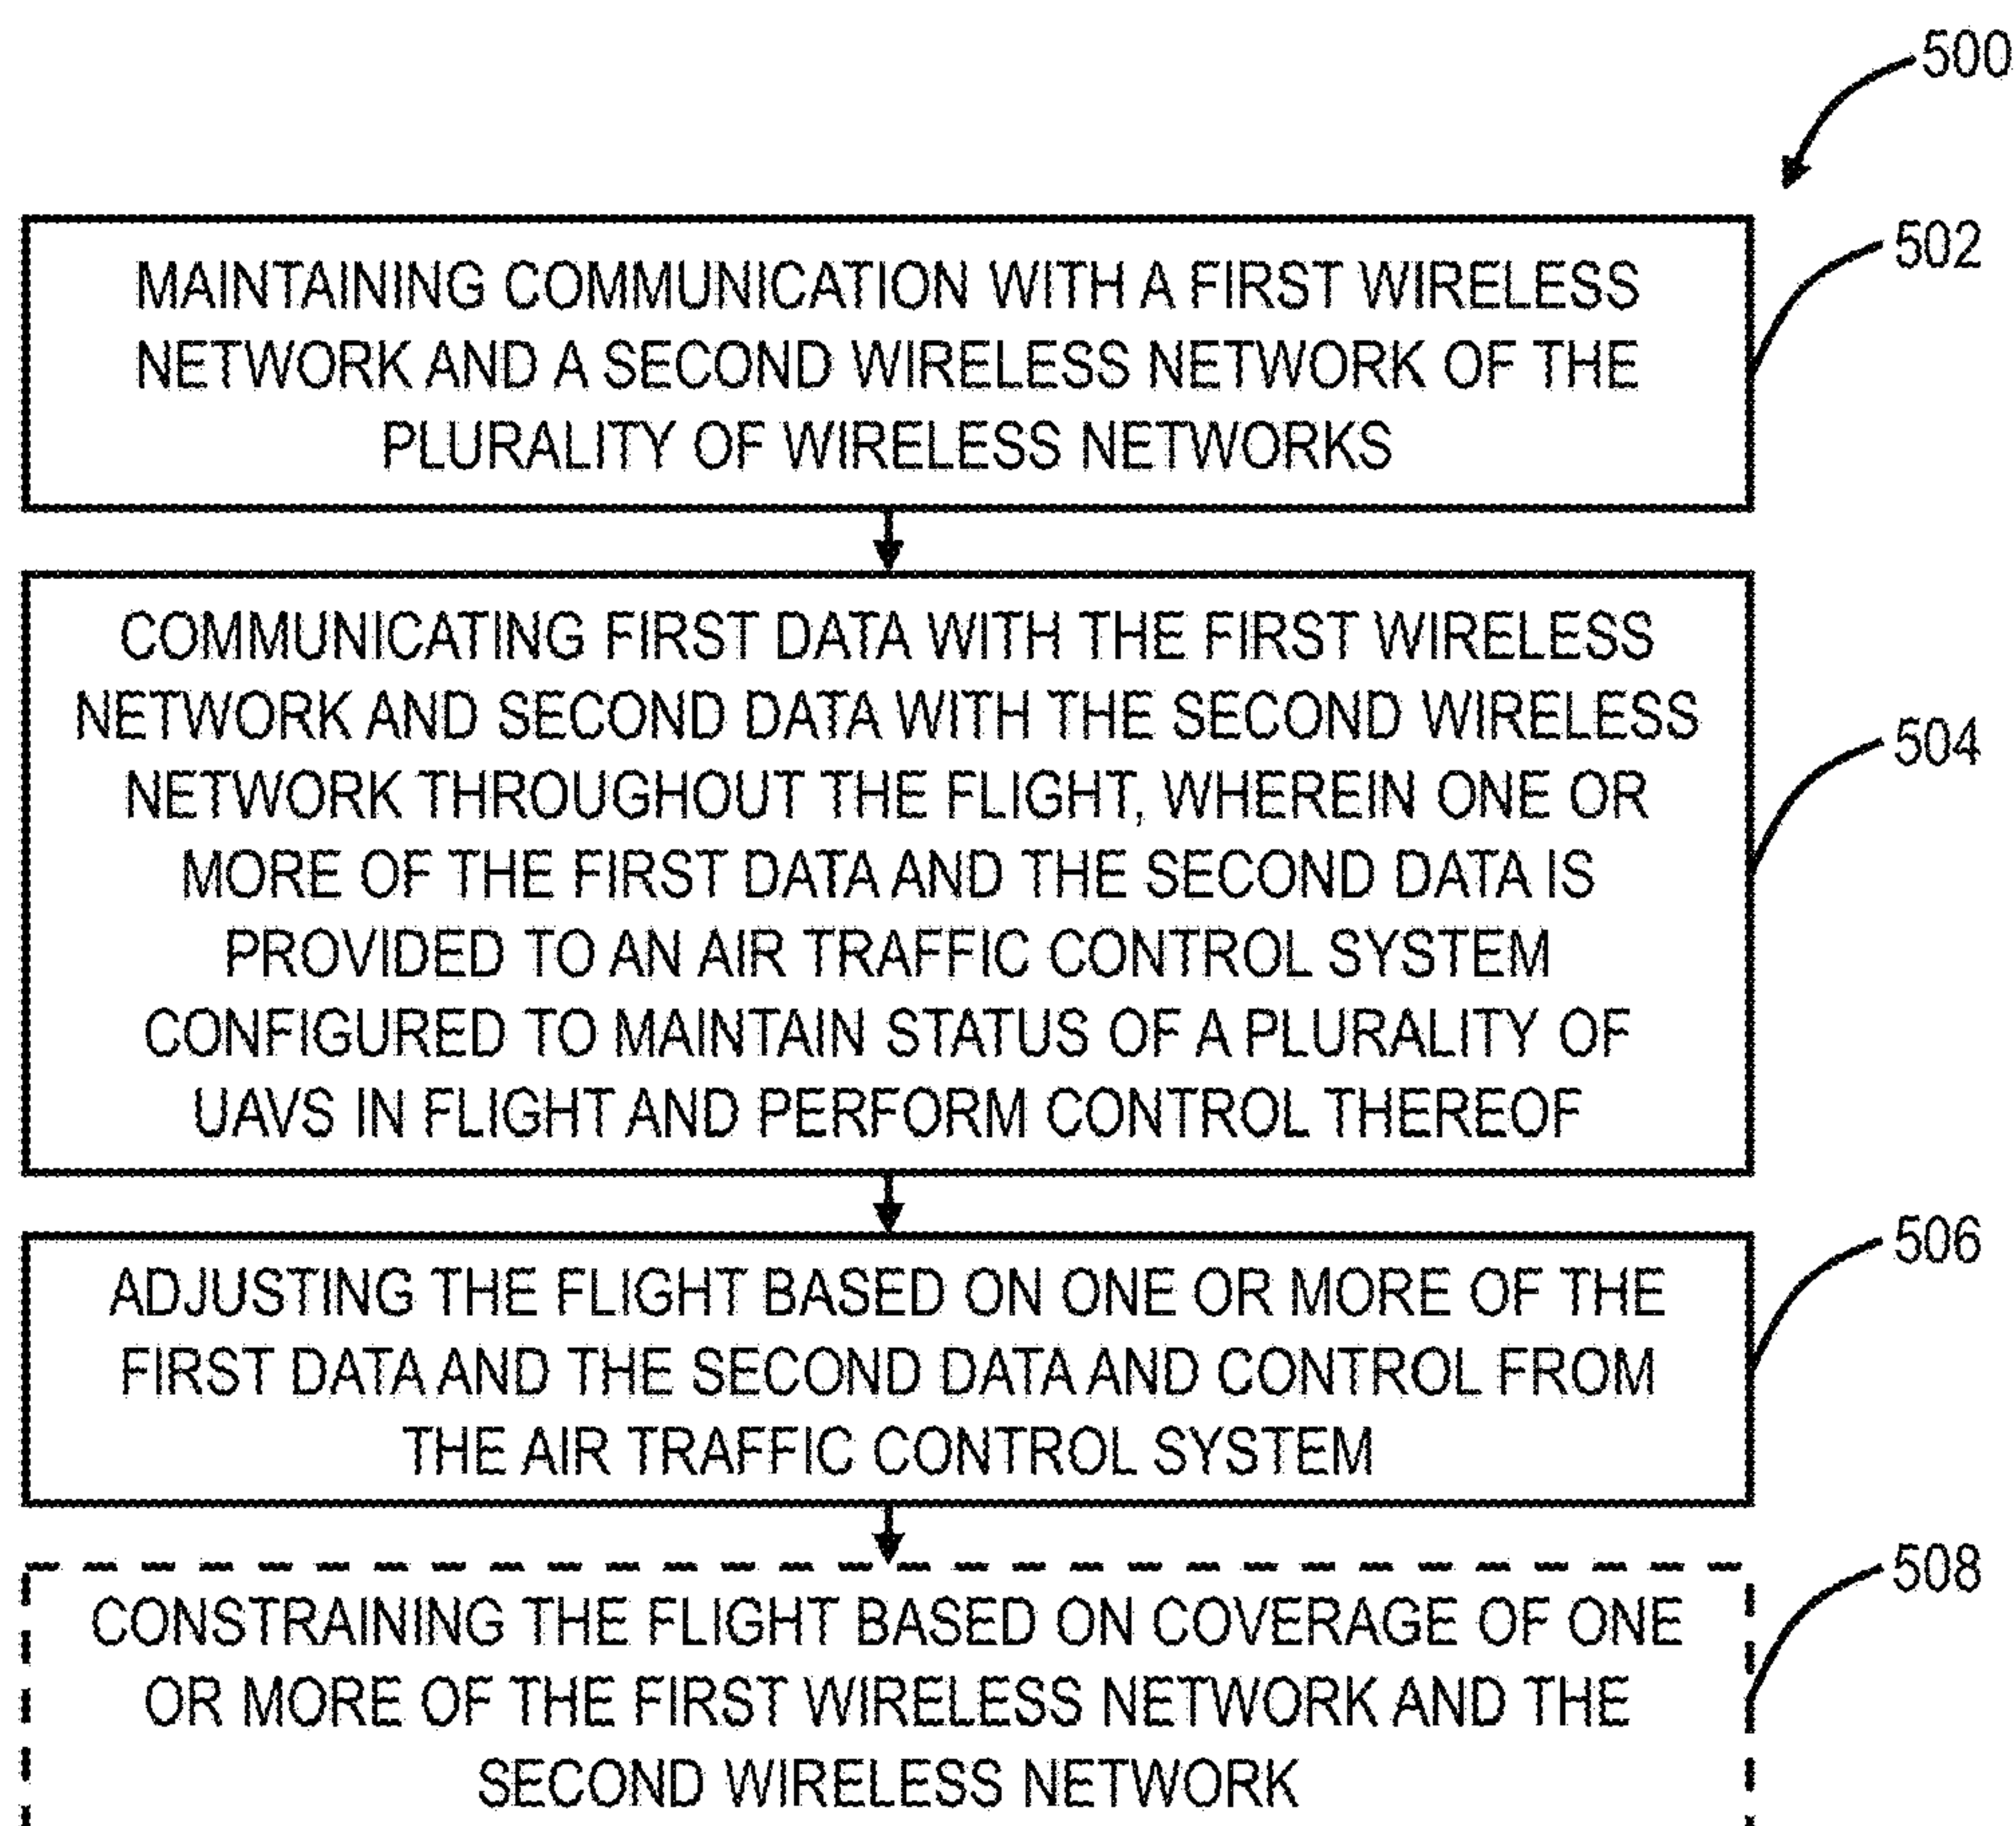 500
502
MAINTAINING COMMUNICATION WITH A FIRST WIRELESS
NETWORK AND A SECOND WIRELESS NETWORK OF THE
PLURALITY OF WIRELESS NETWORKS
504
COMMUNICATING FIRST DATA WITH THE FIRST WIRELESS
NETWORK AND SECOND DATA WITH THE SECOND WIRELESS
NETWORK THROUGHOUT THE FLIGHT, WHEREIN ONE OR
MORE OF THE FIRST DATA AND THE SECOND DATA IS
PROVIDED TO AN AIR TRAFFIC CONTROL SYSTEM
CONFIGURED TO MAINTAIN STATUS OF A PLURALITY OF
UAVS IN FLIGHT AND PERFORM CONTROL THEREOF
506
ADJUSTING THE FLIGHT BASED ON ONE OR MORE OF THE
FIRST DATA AND THE SECOND DATA AND CONTROL FROM
THE AIR TRAFFIC CONTROL SYSTEM
508
CONSTRAINING THE FLIGHT BASED ON COVERAGE OF ONE
OR MORE OF THE FIRST WIRELESS NETWORK AND THE
SECOND WIRELESS NETWORK